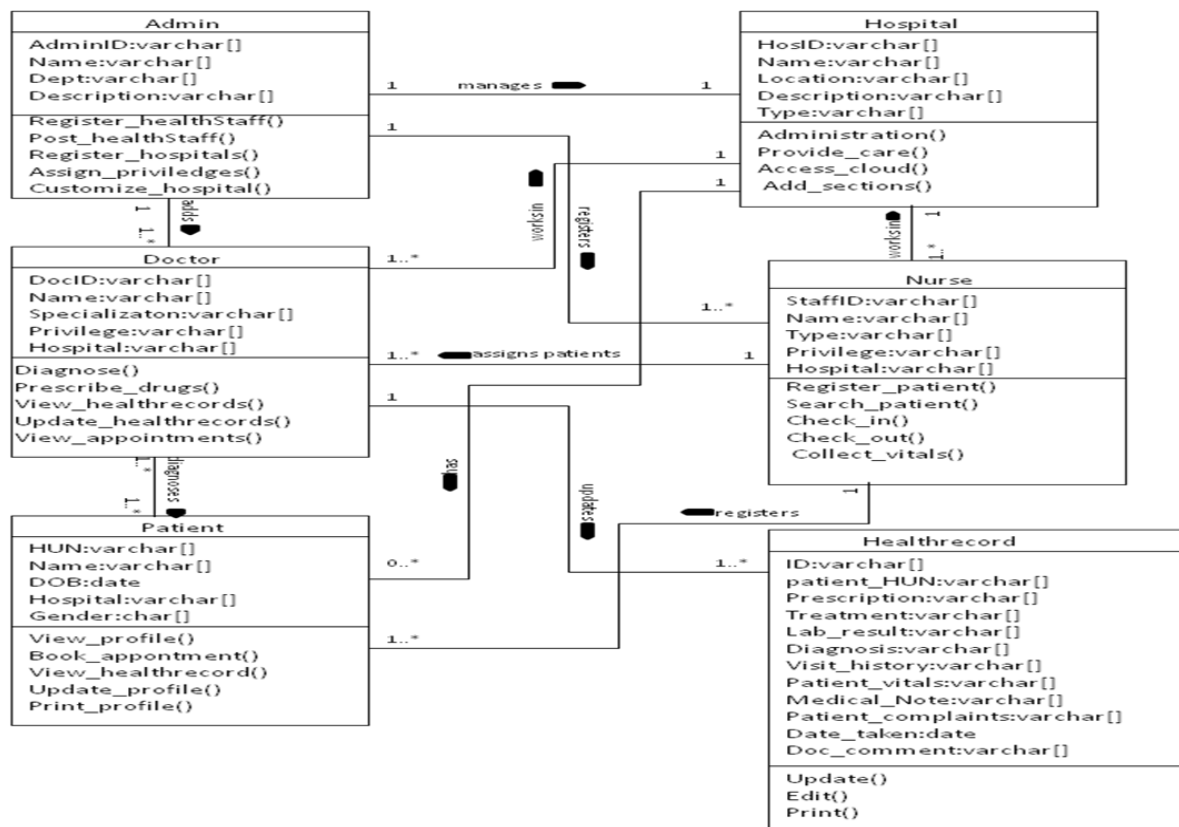 Admin
AdminID:varchar[]
Name:varchar[]
Dept:varchar[]
Description:varchar[]
Register_healthStaff()
Post_healthStaff()
Register_hospitals()
Assign_priviledges()
Customize_hospital()
Hospital
HosID:varchar[]
Name:varchar[]
Location:varchar[]
Description:varchar[]
Type:varchar[]
Administration()
Provide_care()
Access_cloud()
Add_sections()
1
manages
1
1
registers
1..*
1
adds
1..*
1
worksin
1..*
1
has
0..*
1
worksin
1..*
Doctor
DocID:varchar[]
Name:varchar[]
Specializaton:varchar[]
Privilege:varchar[]
Hospital:varchar[]
Diagnose()
Prescribe_drugs()
View_healthrecords()
Update_healthrecords()
View_appointments()
Nurse
StaffID:varchar[]
Name:varchar[]
Type:varchar[]
Privilege:varchar[]
Hospital:varchar[]
Register_patient()
Search_patient()
Check_in()
Check_out()
Collect_vitals()
1..*
assigns patients
1
1
updates
1..*
1..*
diagnoses
1..*
1
registers
1..*
Patient
HUN:varchar[]
Name:varchar[]
DOB:date
Hospital:varchar[]
Gender:char[]
View_profile()
Book_appontment()
View_healthrecord()
Update_profile()
Print_profile()
Healthrecord
ID:varchar[]
patient_HUN:varchar[]
Prescription:varchar[]
Treatment:varchar[]
Lab_result:varchar[]
Diagnosis:varchar[]
Visit_history:varchar[]
Patient_vitals:varchar[]
Medical_Note:varchar[]
Patient_complaints:varchar[]
Date_taken:date
Doc_comment:varchar[]
Update()
Edit()
Print()